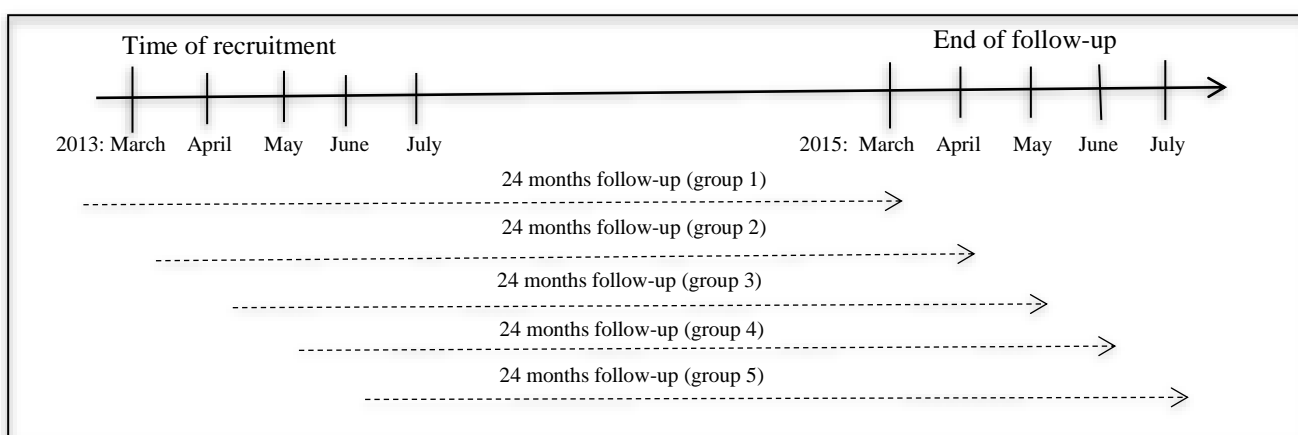 Time of recruitment
End of follow-up
2013: March April May June July
2015: March April May June July
24 months follow-up (group 1)
24 months follow-up (group 2)
24 months follow-up (group 3)
24 months follow-up (group 4)
24 months follow-up (group 5)